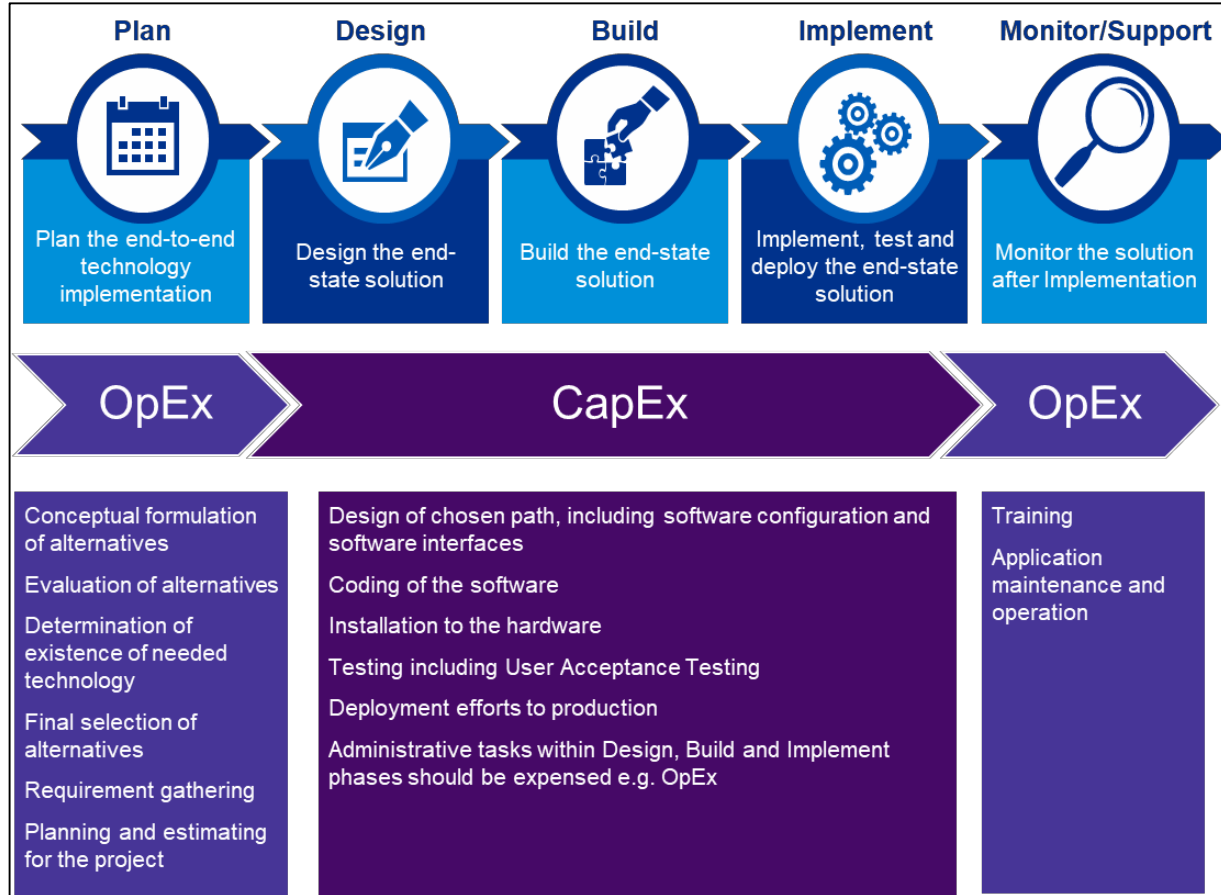 Plan
Design
Build
Implement
Monitor/Support
Plan the end-to-end
technology
implementation
Design the end-
state solution
Build the end-state
solution
Implement, test and
deploy the end-state
solution
Monitor the solution
after Implementation
OpEx
CapEx
OpEx
Conceptual formulation
of alternatives
Evaluation of alternatives
Determination of
existence of needed
technology
Final selection of
alternatives
Requirement gathering
Planning and estimating
for the project
Design of chosen path, including software configuration and
software interfaces
Coding of the software
Installation to the hardware
Testing including User Acceptance Testing
Deployment efforts to production
Administrative tasks within Design, Build and Implement
phases should be expensed e.g. OpEx
Training
Application
maintenance and
operation